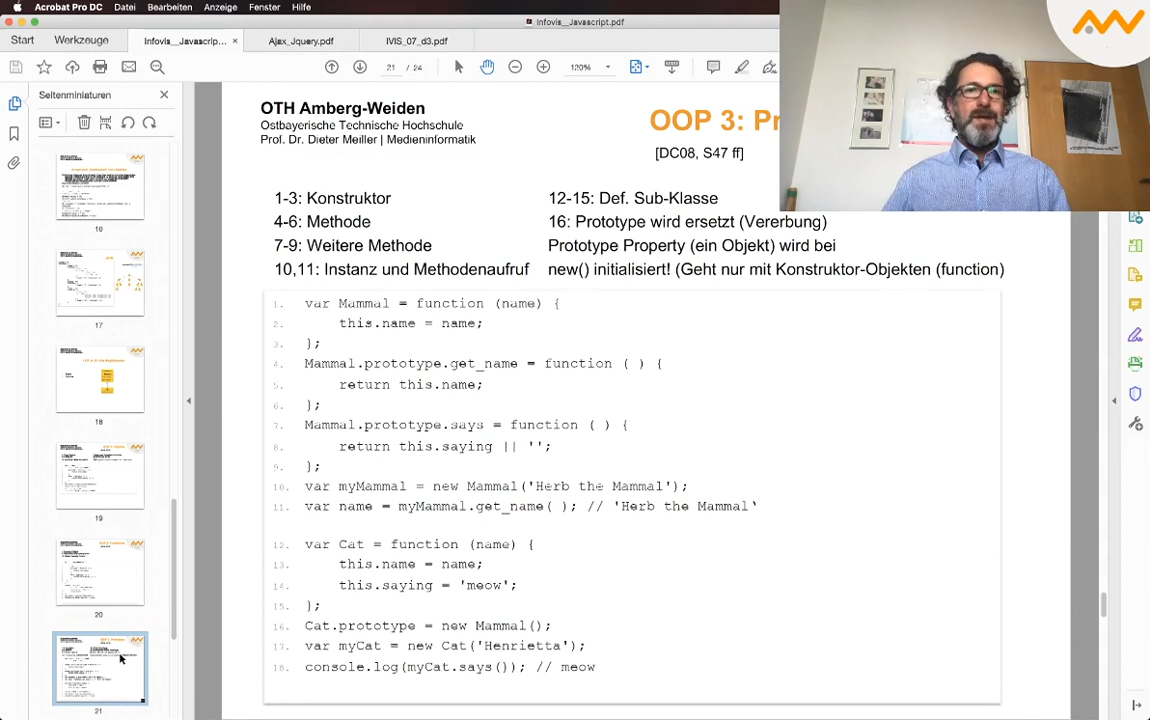 Acrobat Pro DC Datei Bearbeiten Anzeige Fenster Hilfe
Infovis__Javascript.pdf
Start Werkzeuge Infovis__Javascrip... × Ajax_Jquery.pdf IVIS_07_d3.pdf
21 / 24 120%
Seitenminiaturen
16
17
18
19
20
21
OTH Amberg-Weiden
Ostbayerische Technische Hochschule
Prof. Dr. Dieter Meiller | Medieninformatik
OOP 3: Pr
[DC08, S47 ff]
1-3: Konstruktor
4-6: Methode
7-9: Weitere Methode
10,11: Instanz und Methodenaufruf
12-15: Def. Sub-Klasse
16: Prototype wird ersetzt (Vererbung)
Prototype Property (ein Objekt) wird bei
new() initialisiert! (Geht nur mit Konstruktor-Objekten (function)
1. var Mammal = function (name) {
2. this.name = name;
3. };
4. Mammal.prototype.get_name = function ( ) {
5. return this.name;
6. };
7. Mammal.prototype.says = function ( ) {
8. return this.saying || '';
9. };
10. var myMammal = new Mammal('Herb the Mammal');
11. var name = myMammal.get_name( ); // 'Herb the Mammal‘
12. var Cat = function (name) {
13. this.name = name;
14. this.saying = 'meow';
15. };
16. Cat.prototype = new Mammal();
17. var myCat = new Cat('Henrietta');
18. console.log(myCat.says()); // meow